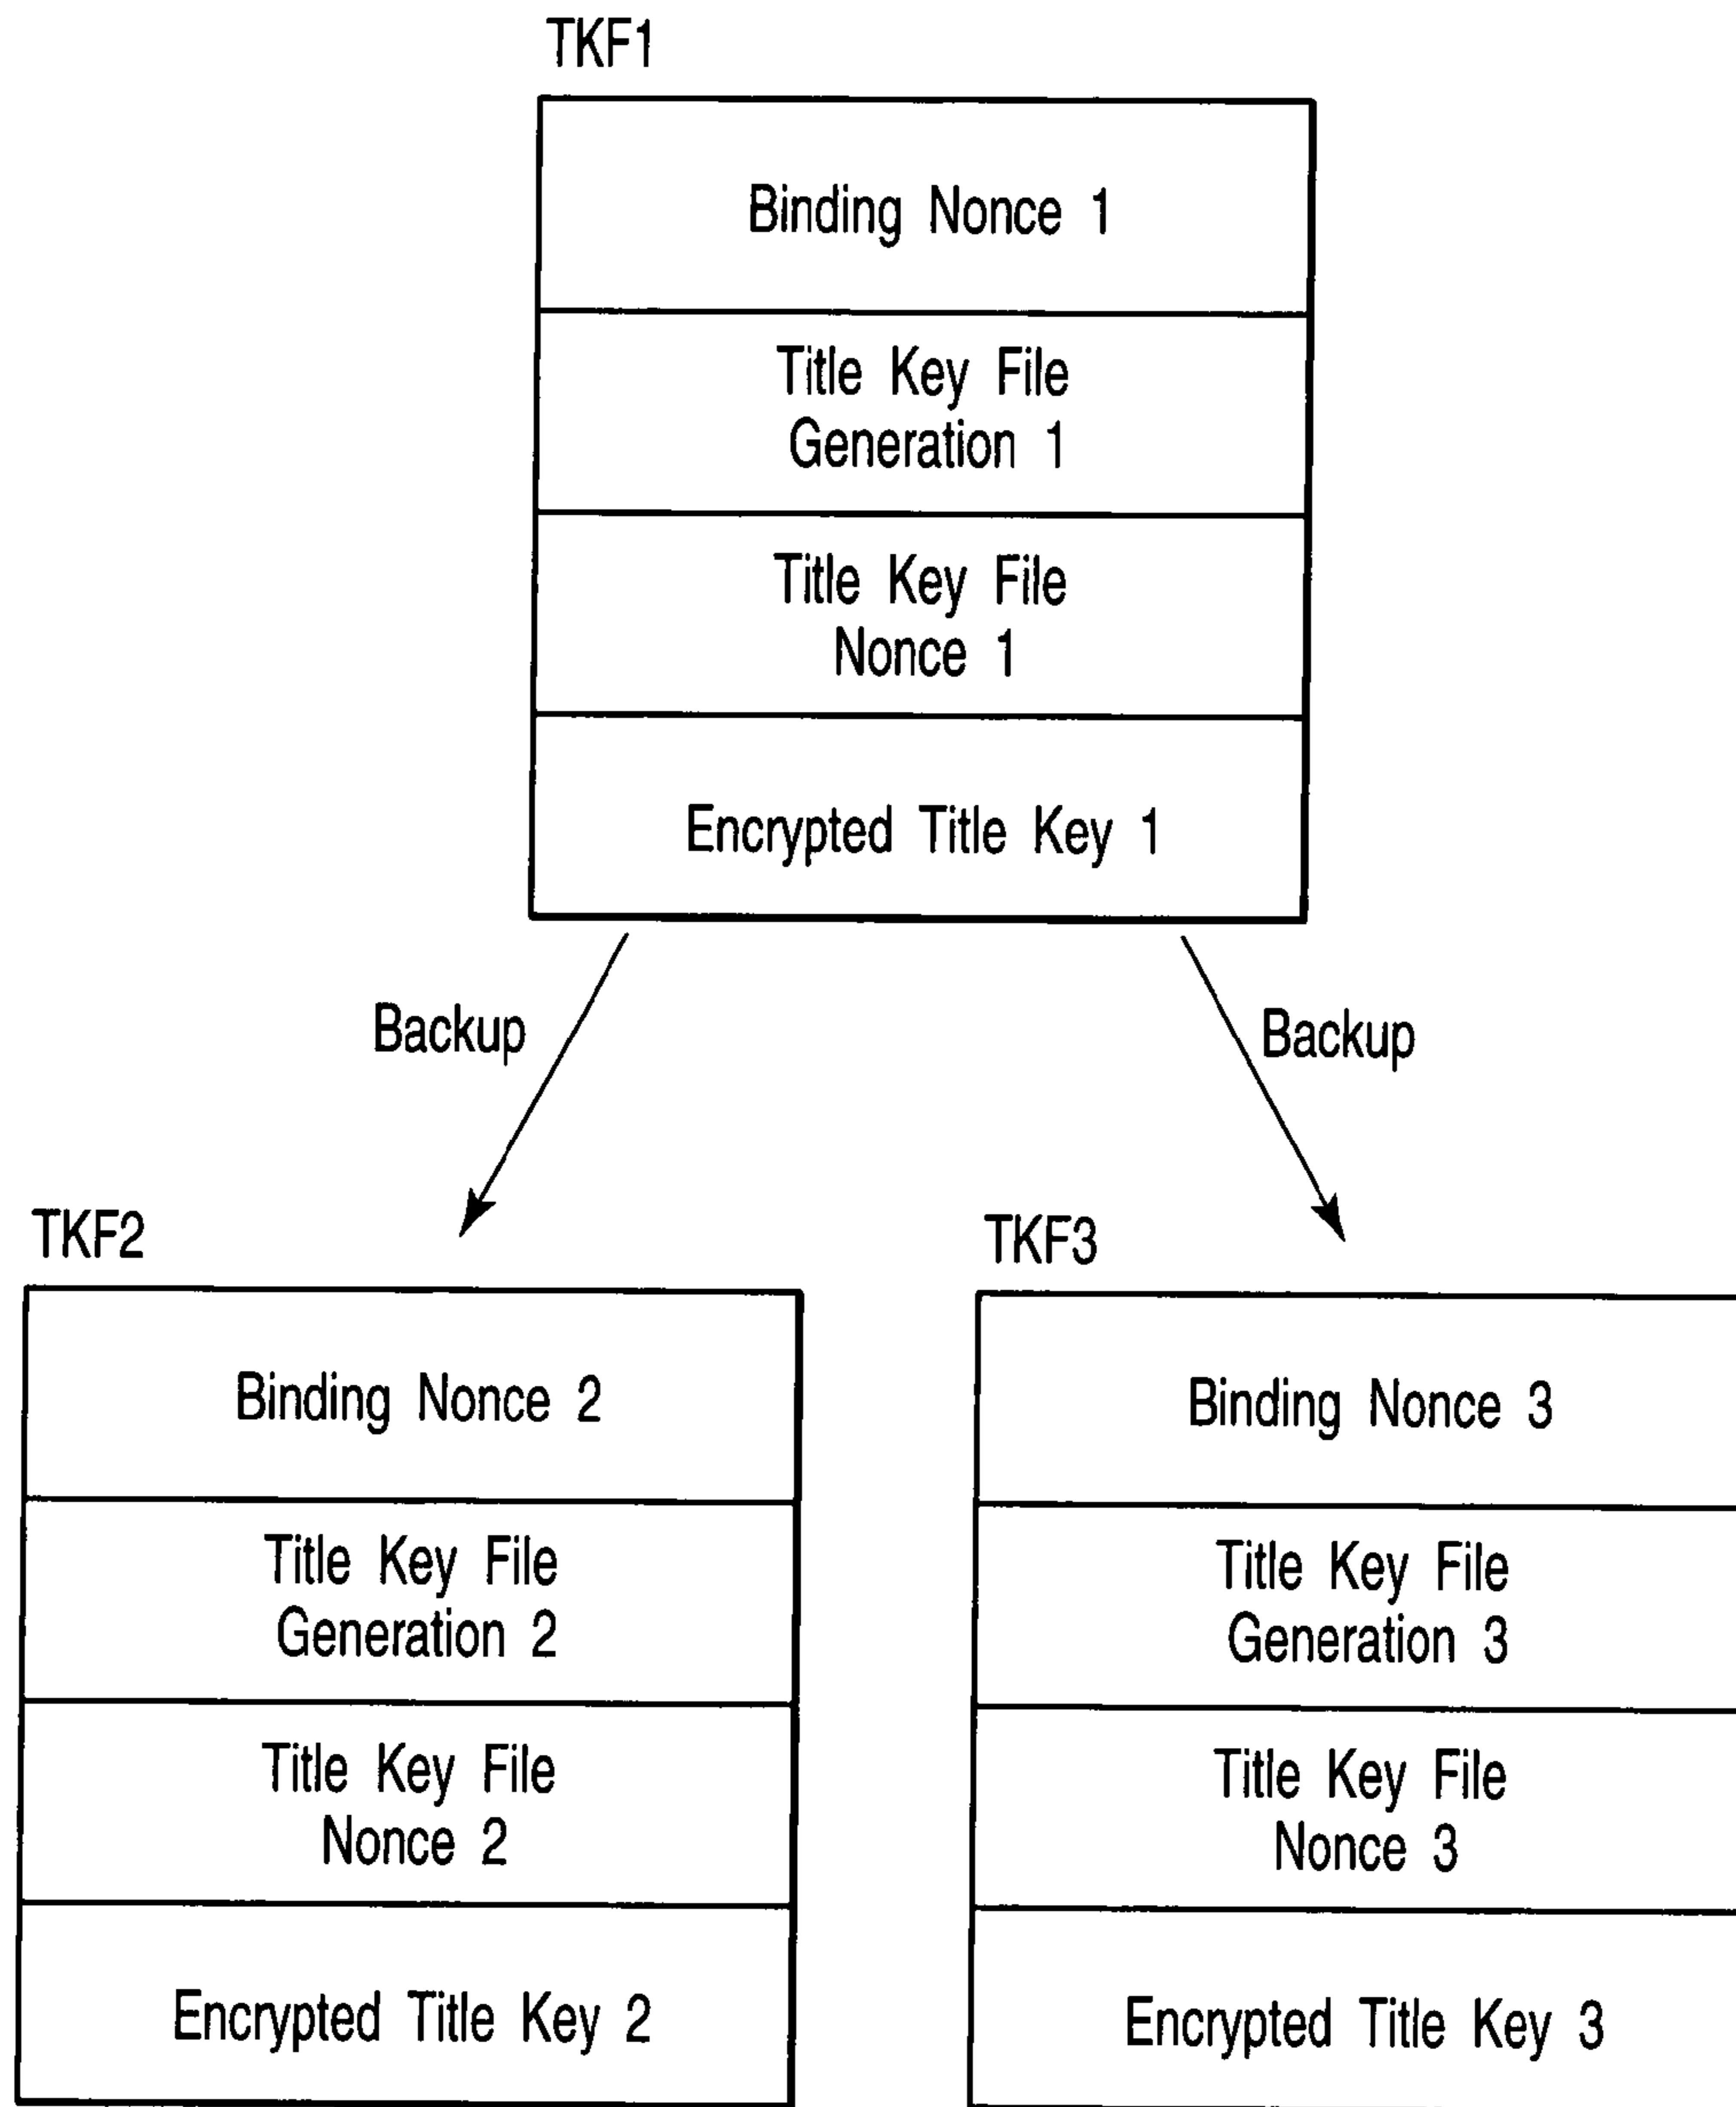 TKF1
Binding Nonce 1
Title Key File
Generation 1
Title Key File
Nonce 1
Encrypted Title Key 1
Backup
Backup
TKF2
Binding Nonce 2
Title Key File
Generation 2
Title Key File
Nonce 2
Encrypted Title Key 2
TKF3
Binding Nonce 3
Title Key File
Generation 3
Title Key File
Nonce 3
Encrypted Title Key 3